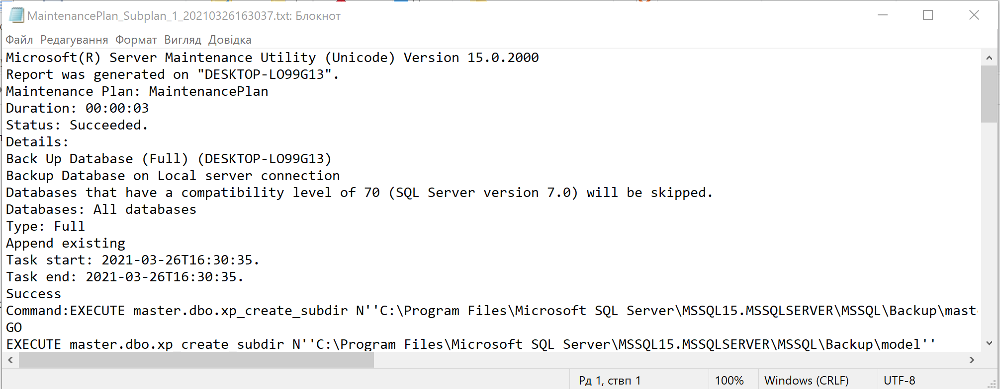 MaintenancePlan_Subplan_1_20210326163037.txt: Блокнот
Файл Редагування Формат Вигляд Довідка
Microsoft(R) Server Maintenance Utility (Unicode) Version 15.0.2000
Report was generated on "DESKTOP-LO99G13".
Maintenance Plan: MaintenancePlan
Duration: 00:00:03
Status: Succeeded.
Details:
Back Up Database (Full) (DESKTOP-LO99G13)
Backup Database on Local server connection
Databases that have a compatibility level of 70 (SQL Server version 7.0) will be skipped.
Databases: All databases
Type: Full
Append existing
Task start: 2021-03-26T16:30:35.
Task end: 2021-03-26T16:30:35.
Success
Command:EXECUTE master.dbo.xp_create_subdir N''C:\Program Files\Microsoft SQL Server\MSSQL15.MSSQLSERVER\MSSQL\Backup\mast
GO
EXECUTE master.dbo.xp_create_subdir N''C:\Program Files\Microsoft SQL Server\MSSQL15.MSSQLSERVER\MSSQL\Backup\model''
Рд 1, ствп 1 100% Windows (CRLF) UTF-8